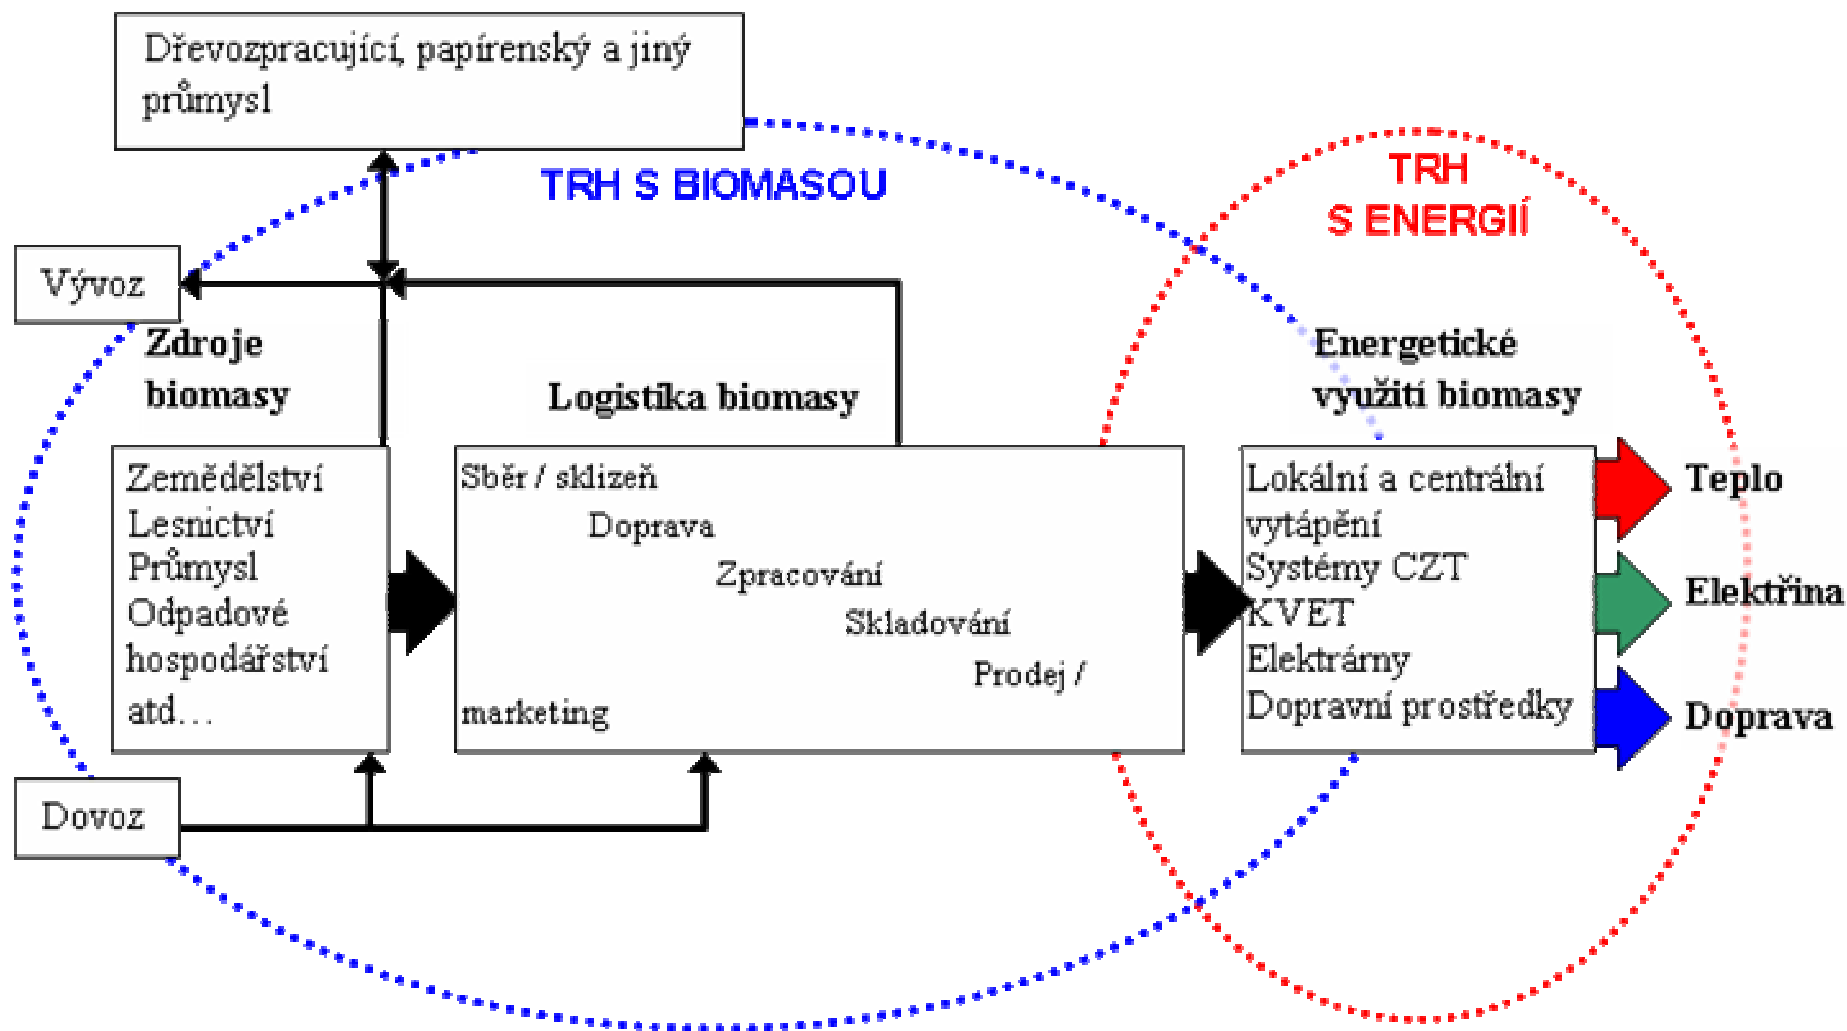 Dřevozpracující, papírenský a jiný
průmysl
TRH S BIOMASOU
TRH
S ENERGIÍ
Vývoz
Zdroje
biomasy
Logistika biomasy
Energetické
využití biomasy
Zemědělství
Lesnictví
Průmysl
Odpadové
hospodářství
atd...
Sběr / sklizeň
Doprava
Zpracování
Skladování
Prodej /
marketing
Lokální a centrální
vytápění
Systémy CZT
KVET
Elektrárny
Dopravní prostředky
Teplo
Elektřina
Doprava
Dovoz